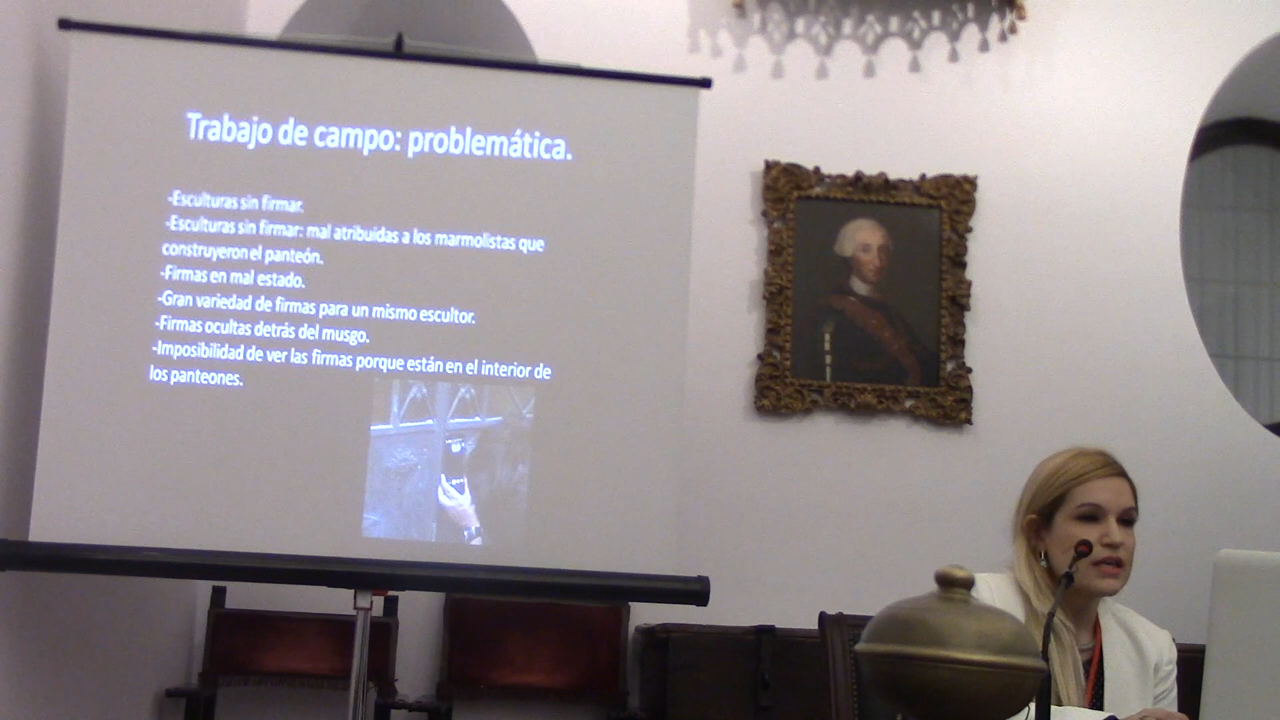 Trabajo de campo: problemática.
-Esculturas sin firmar.
-Esculturas sin firmar: mal atribuidas a los marmolistas que
construyeron el panteón.
-Firmas en mal estado.
-Gran variedad de firmas para un mismo escultor.
-Firmas ocultas detrás del musgo.
-Imposibilidad de ver las firmas porque están en el interior de
los panteones.